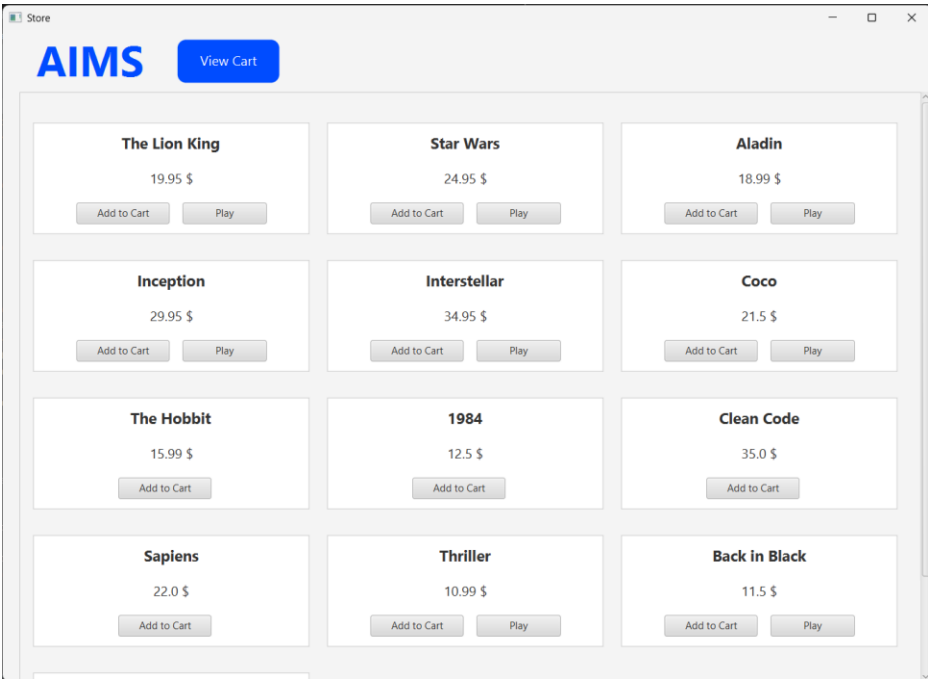 Store
AIMS View Cart
The Lion King Star Wars Aladin
19.95 $ 24.95 $ 18.99 $
Add to Cart Play Add to Cart Play Add to Cart Play
Inception Interstellar Coco
29.95 $ 34.95 $ 21.5 $
Add to Cart Play Add to Cart Play Add to Cart Play
The Hobbit 1984 Clean Code
15.99 $ 12.5 $ 35.0 $
Add to Cart Add to Cart Add to Cart
Sapiens Thriller Back in Black
22.0 $ 10.99 $ 11.5 $
Add to Cart Add to Cart Play Add to Cart Play